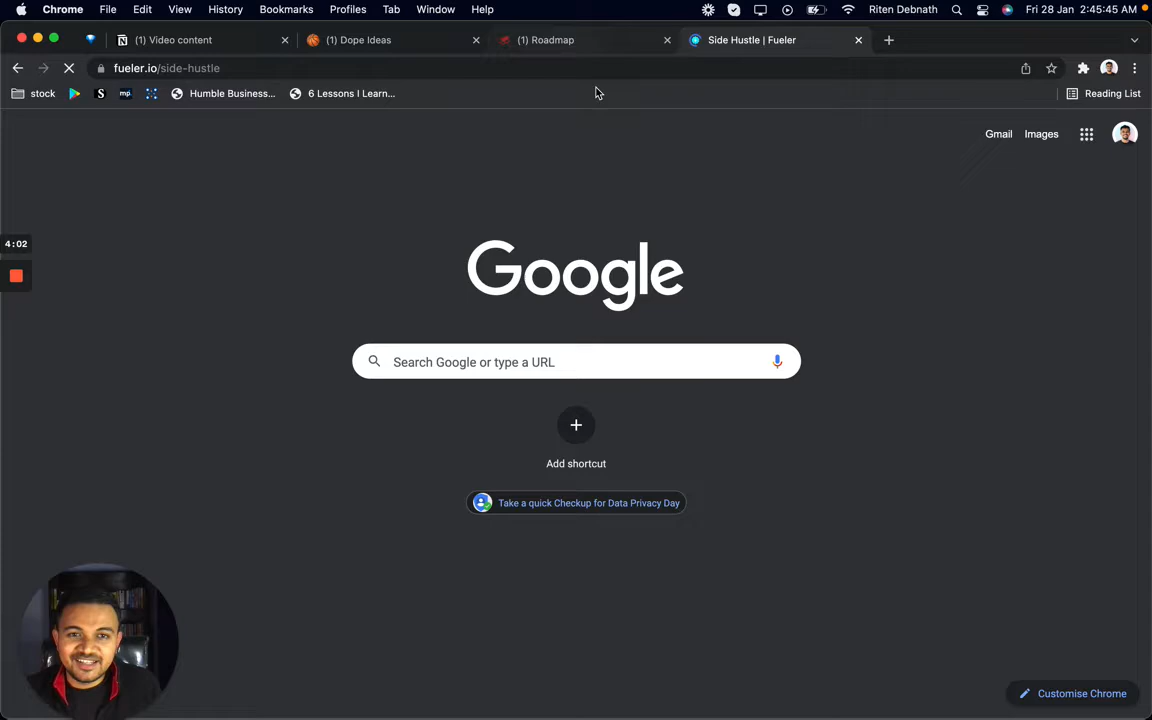 Chrome File Edit View History Bookmarks Profiles Tab Window Help Riten Debnath Fri 28 Jan 2:45:45 AM
(1) Video content (1) Dope Ideas (1) Roadmap Side Hustle | Fueler
fueler.io/side-hustle
stock S mp. Humble Business... 6 Lessons I Learn... Reading List
Gmail Images
4:02
Google
Search Google or type a URL
Add shortcut
Take a quick Checkup for Data Privacy Day
Customise Chrome